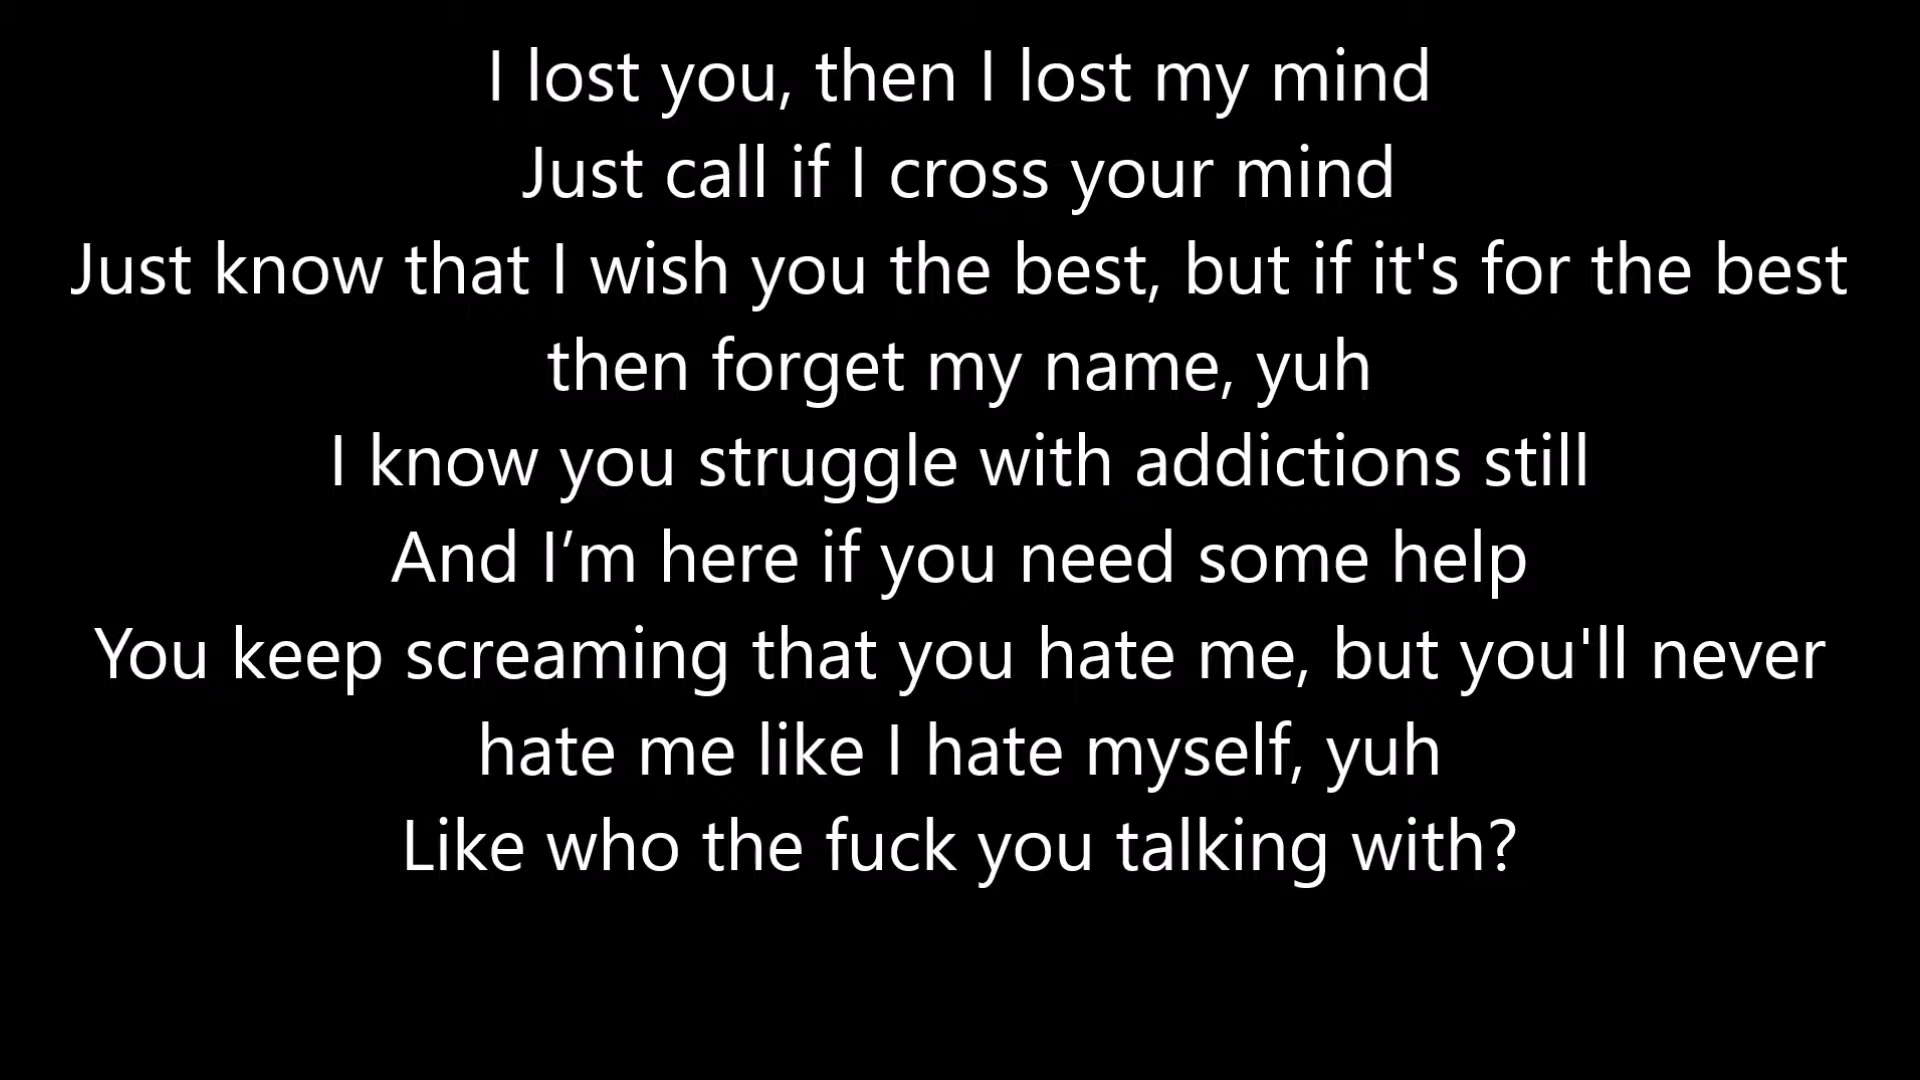 I lost you, then I lost my mind
Just call if I cross your mind
Just know that I wish you the best, but if it's for the best
then forget my name, yuh
I know you struggle with addictions still
And I’m here if you need some help
You keep screaming that you hate me, but you'll never
hate me like I hate myself, yuh
Like who the fuck you talking with?